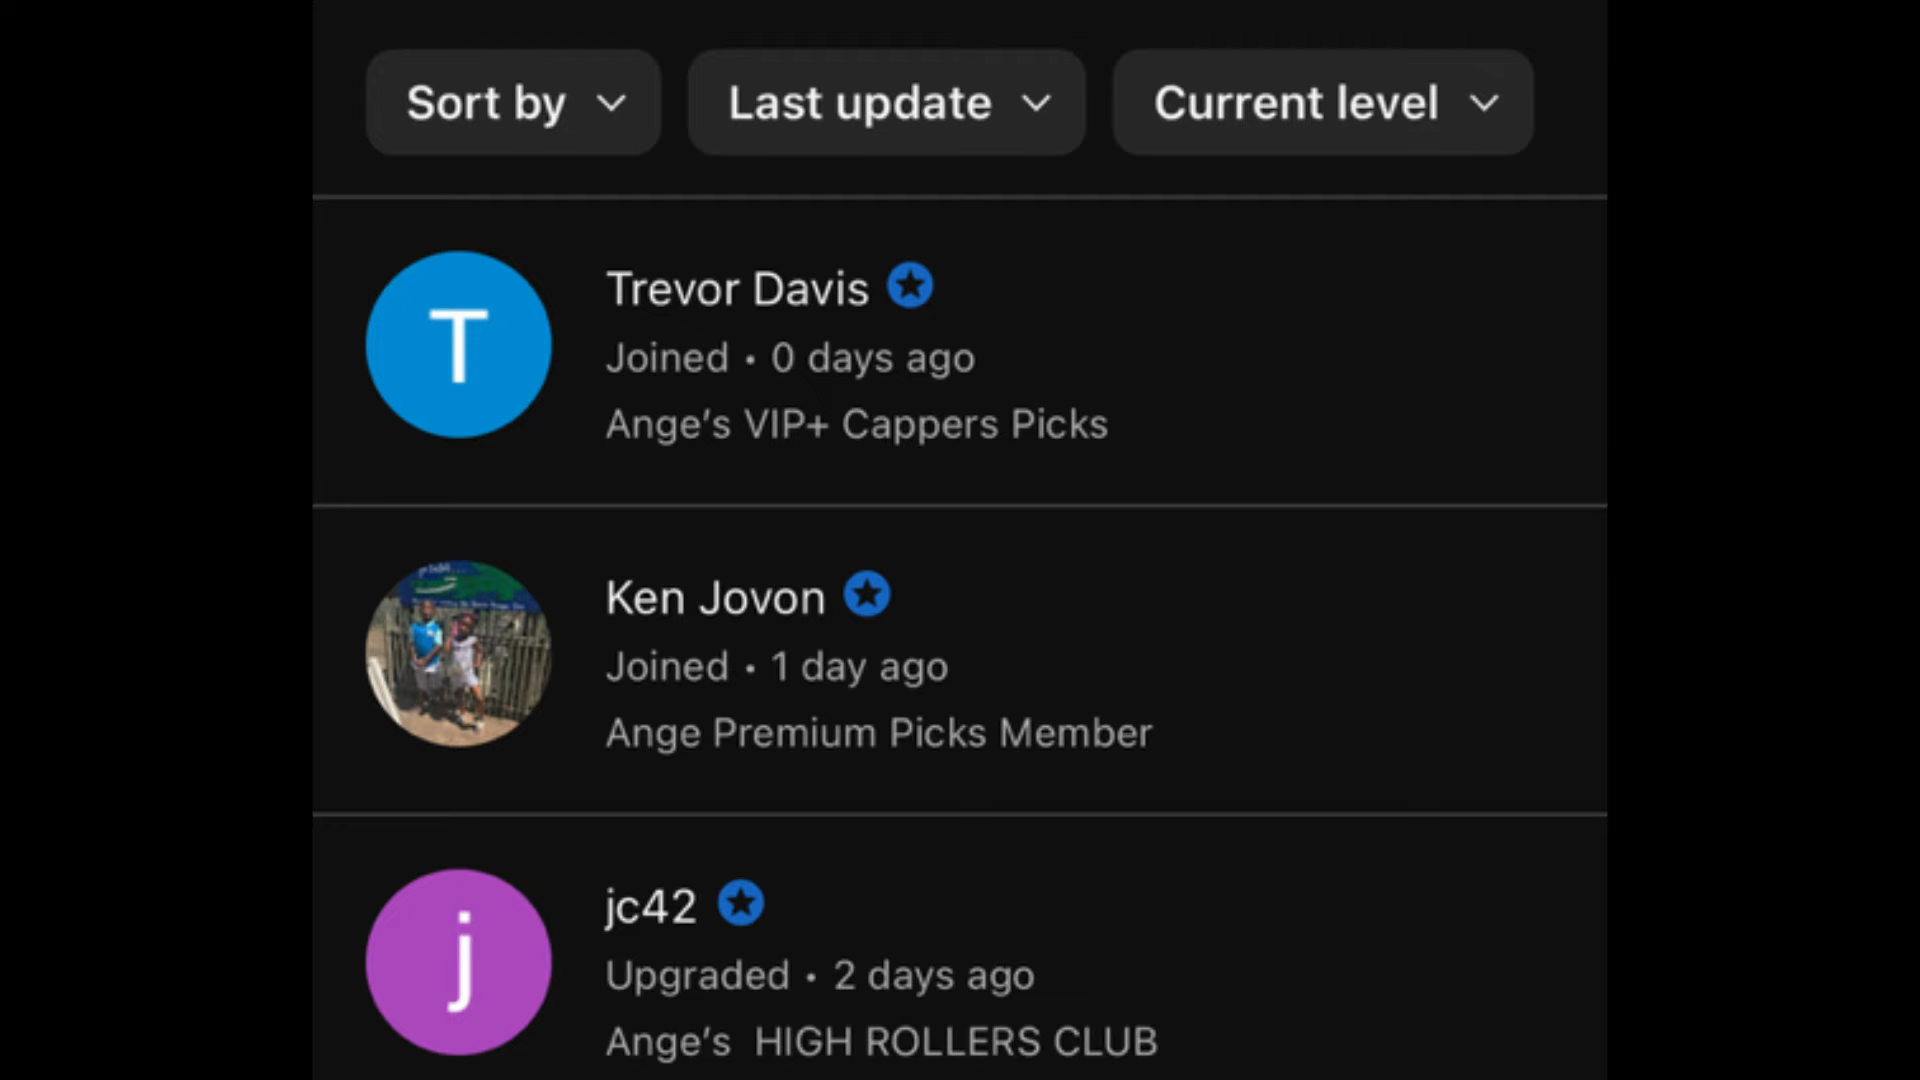 Sort by
Last update
Current level
T
Trevor Davis
Joined • 0 days ago
Ange's VIP+ Cappers Picks
Ken Jovon
Joined • 1 day ago
Ange Premium Picks Member
j
jc42
Upgraded • 2 days ago
Ange's HIGH ROLLERS CLUB